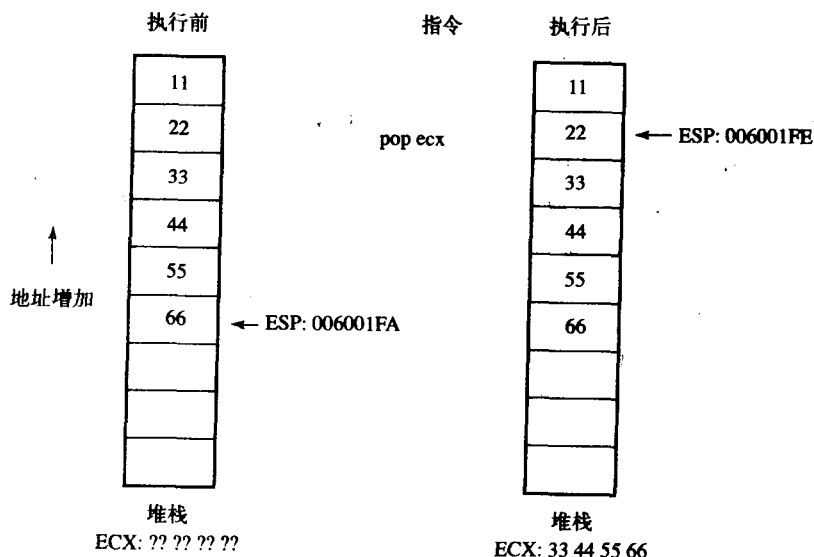 执行前
指令
执行后
11
22
33
44
55
66
11
22
33
44
55
66
pop ecx
ESP: 006001FE
地址增加
ESP: 006001FA
堆栈
ECX: ?? ?? ?? ??
堆栈
ECX: 33 44 55 66